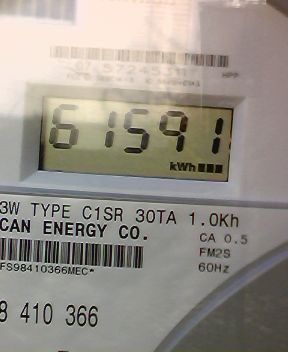 61591
kWh
3W TYPE C1SR 30TA 1.0Kh
CAN ENERGY CO.
CA 0.5
FM2S
FS98410366MEC*
60Hz
8 410 366